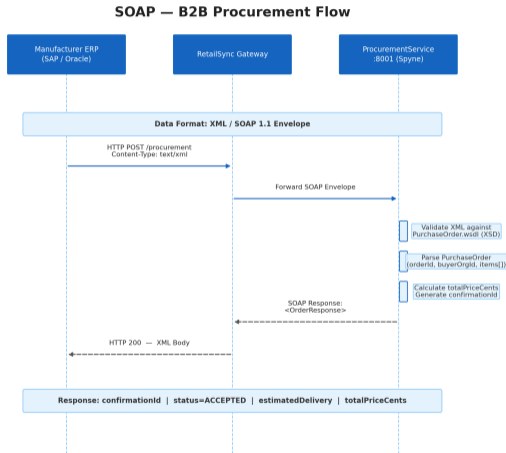 SOAP — B2B Procurement Flow
Manufacturer ERP
(SAP / Oracle)
RetailSync Gateway
ProcurementService
:8001 (Spyne)
Data Format: XML / SOAP 1.1 Envelope
HTTP POST /procurement
Content-Type: text/xml
Forward SOAP Envelope
Validate XML against
PurchaseOrder.wsdl (XSD)
Parse PurchaseOrder
(orderId, buyerOrgId, items[])
Calculate totalPriceCents
Generate confirmationId
SOAP Response:
<OrderResponse>
HTTP 200 — XML Body
Response: confirmationId | status=ACCEPTED | estimatedDelivery | totalPriceCents